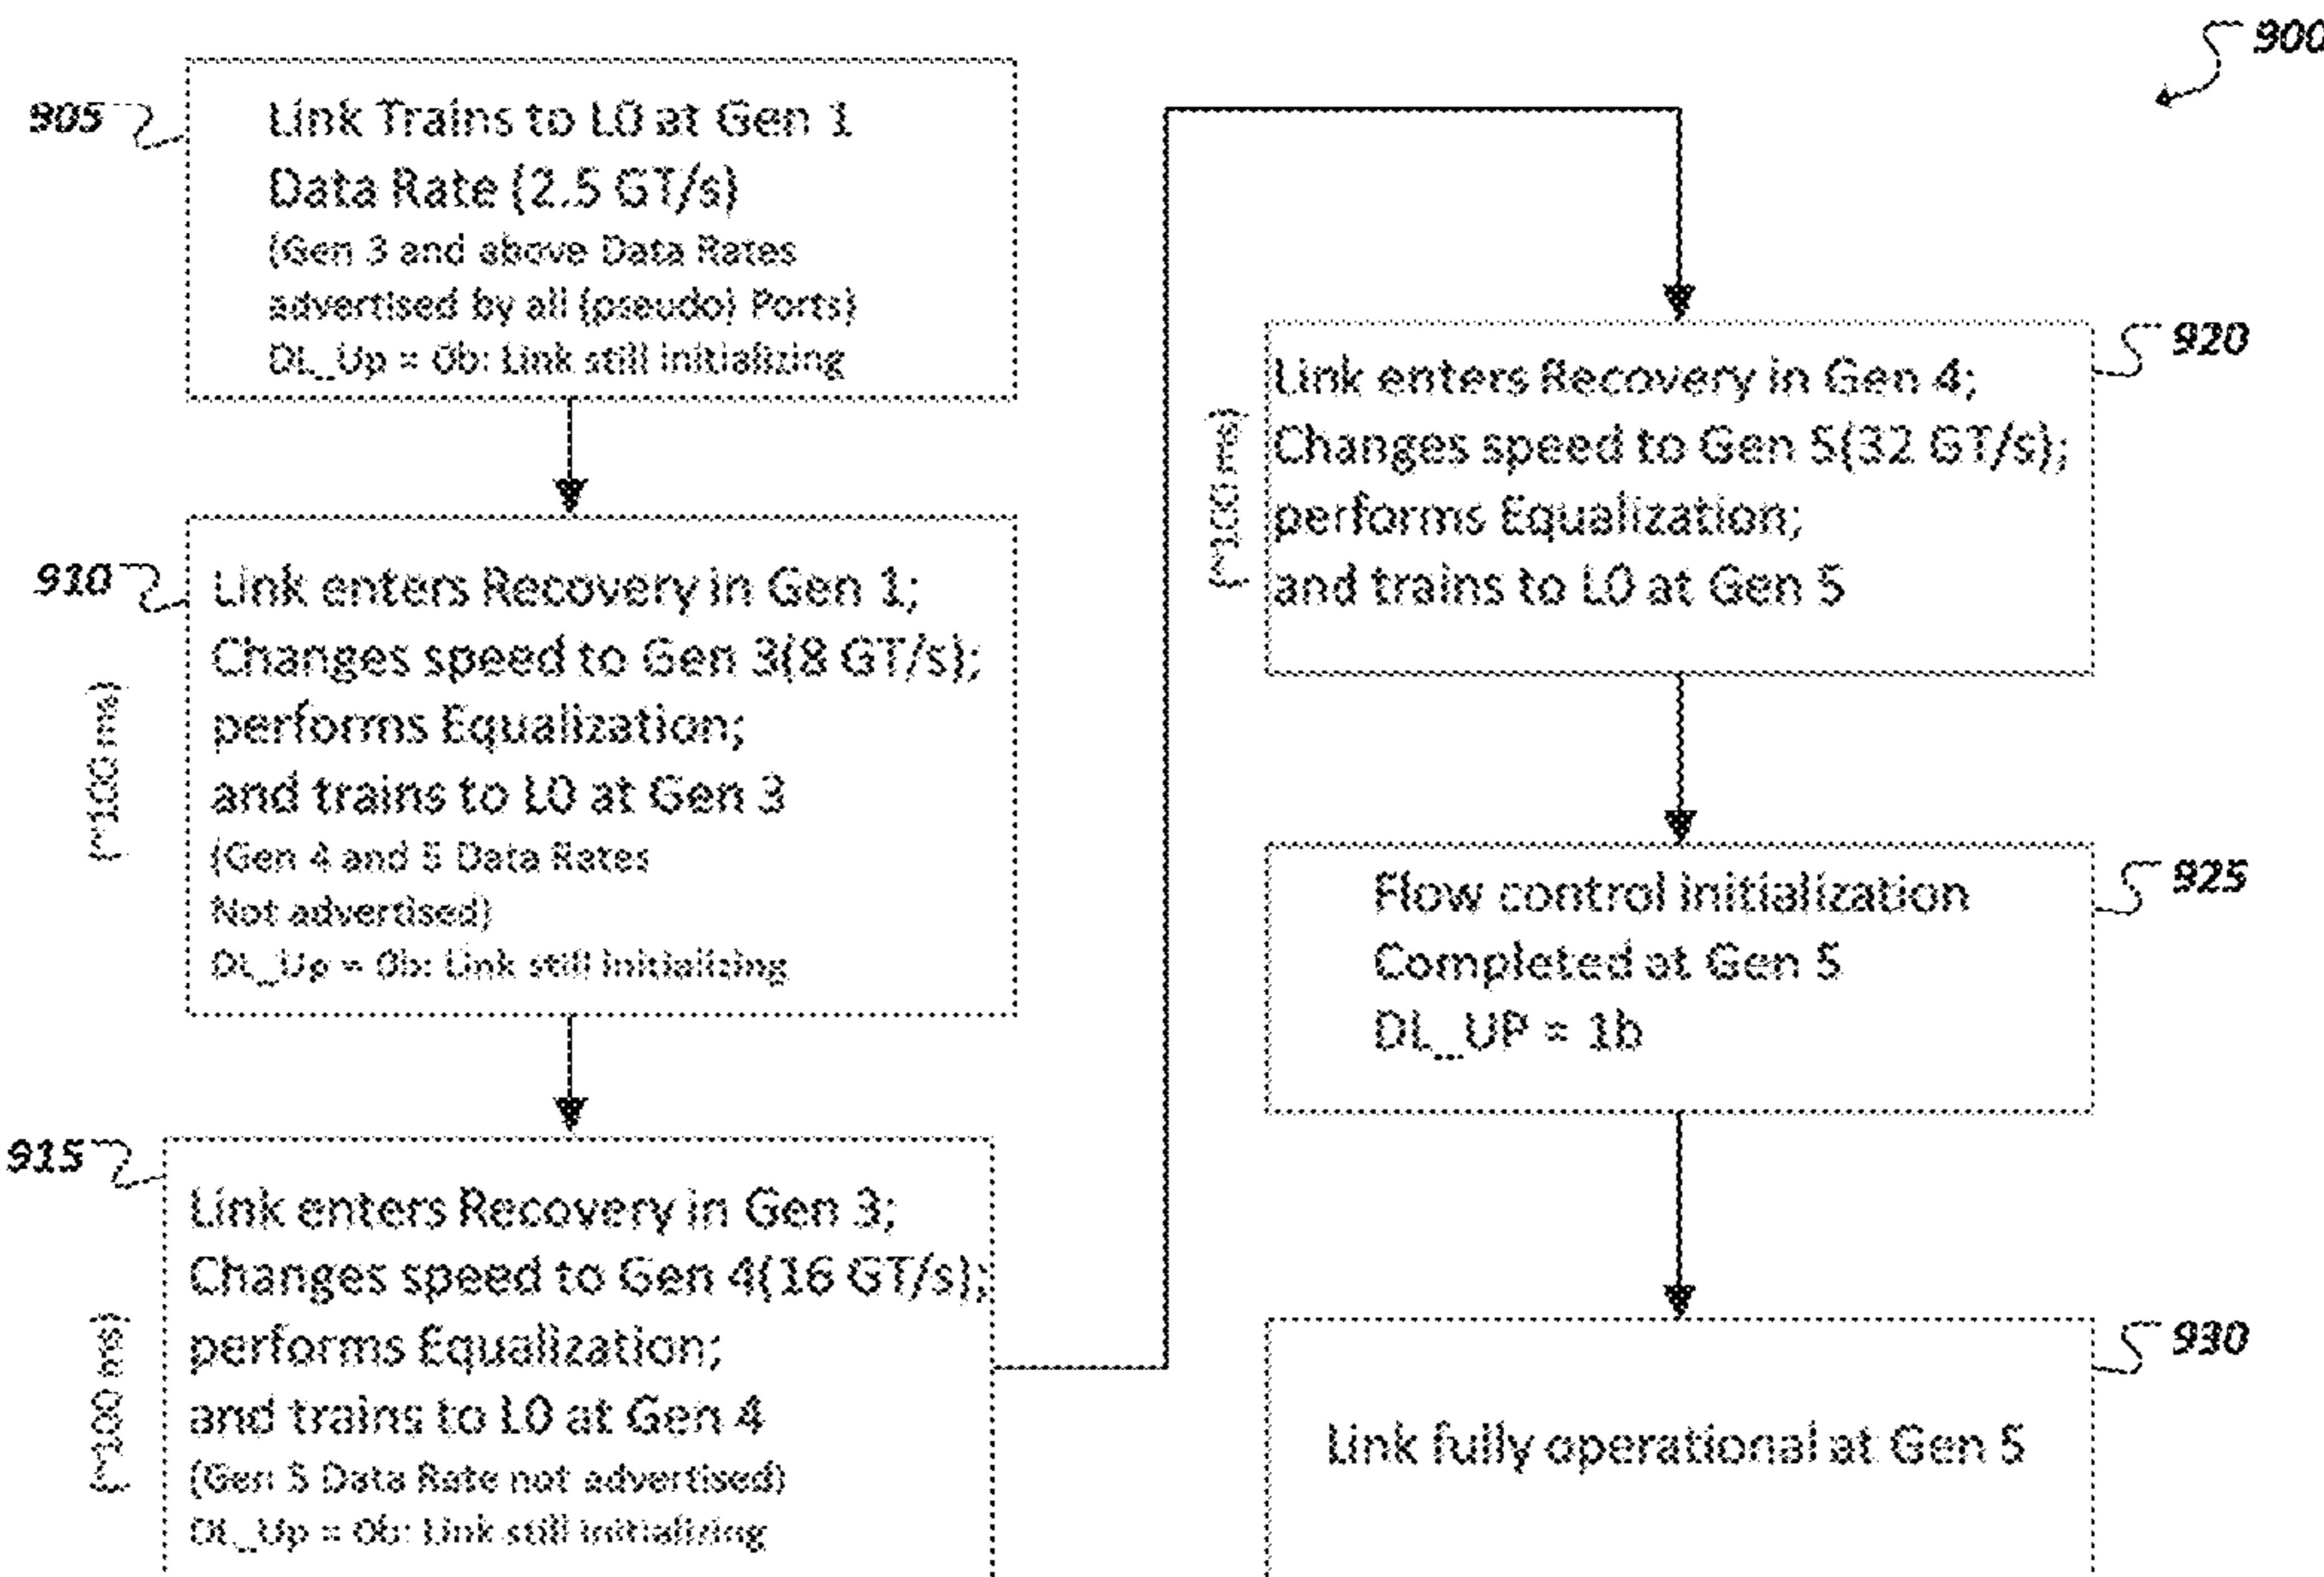 900
905
Link Trains to L0 at Gen 1
Data Rate (2.5 GT/s)
(Gen 3 and above Data Rates
advertised by all (pseudo) Ports)
DL_Up = 0b: Link still initializing
910
(~100 ms)
Link enters Recovery in Gen 1;
Changes speed to Gen 3(8 GT/s);
performs Equalization;
and trains to L0 at Gen 3
(Gen 4 and 5 Data Rates
Not advertised)
DL_Up = 0b: Link still initializing
915
(~100 ms)
Link enters Recovery in Gen 3;
Changes speed to Gen 4(16 GT/s);
performs Equalization;
and trains to L0 at Gen 4
(Gen 5 Data Rate not advertised)
DL_Up = 0b: Link still initializing
920
(~100 ms)
Link enters Recovery in Gen 4;
Changes speed to Gen 5(32 GT/s);
performs Equalization;
and trains to L0 at Gen 5
925
Flow control initialization
Completed at Gen 5
DL_UP = 1b
930
Link fully operational at Gen 5